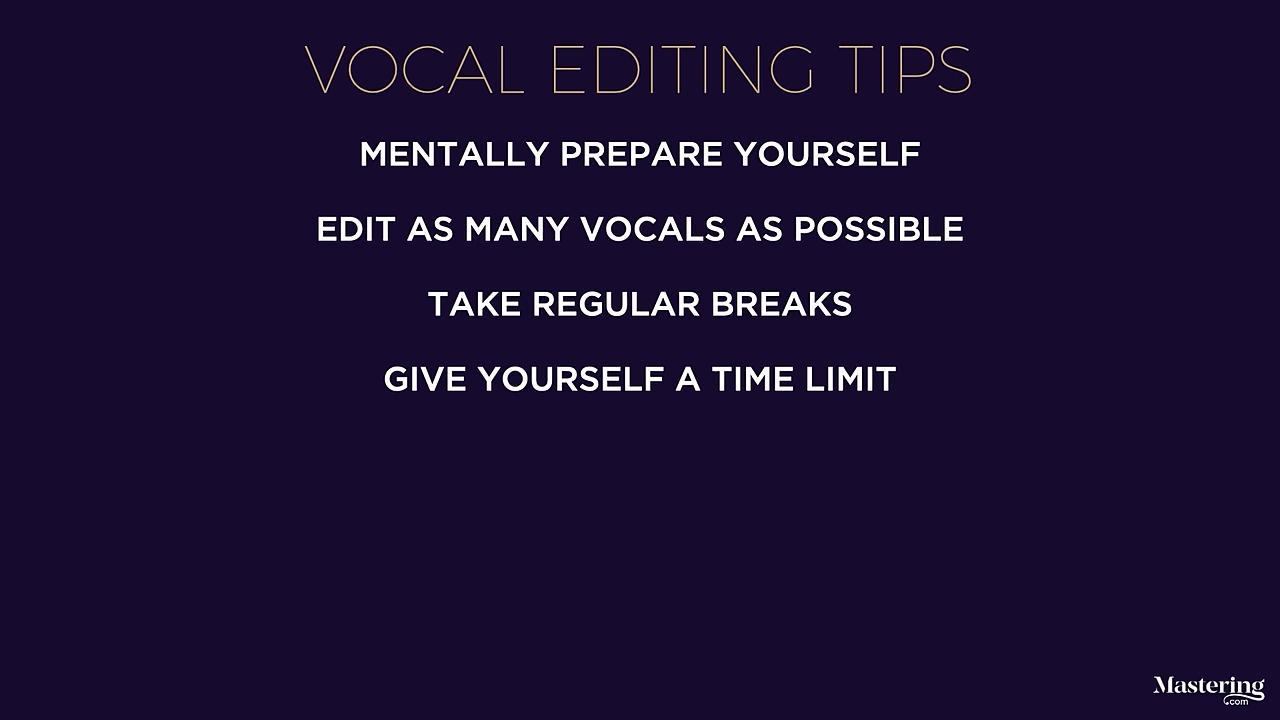 VOCAL EDITING TIPS
MENTALLY PREPARE YOURSELF
EDIT AS MANY VOCALS AS POSSIBLE
TAKE REGULAR BREAKS
GIVE YOURSELF A TIME LIMIT
Mastering
.com